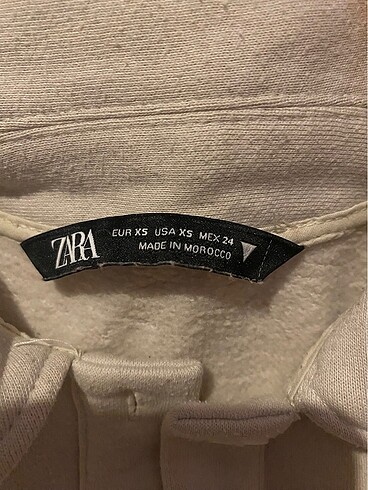 ZARA
EUR XS USA XS MEX 24
MADE IN MOROCCO